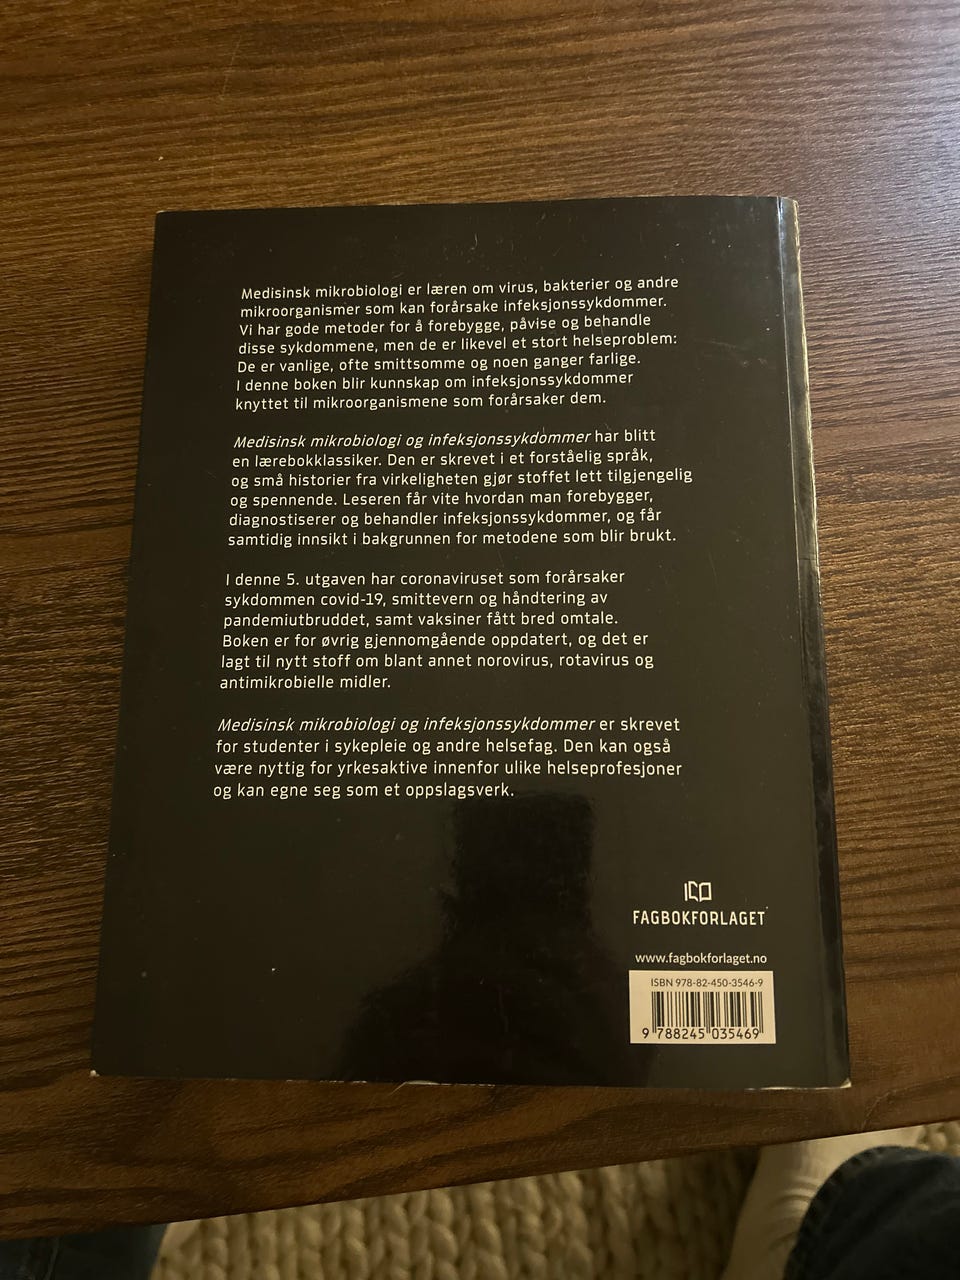 Medisinsk mikrobiologi er læren om virus, bakterier og andre
mikroorganismer som kan forårsake infeksjonssykdommer.
Vi har gode metoder for å forebygge, påvise og behandle
disse sykdommene, men de er likevel et stort helseproblem:
De er vanlige, ofte smittsomme og noen ganger farlige.
I denne boken blir kunnskap om infeksjonssykdommer
knyttet til mikroorganismene som forårsaker dem.
Medisinsk mikrobiologi og infeksjonssykdommer har blitt
en lærebokklassiker. Den er skrevet i et forståelig språk,
og små historier fra virkeligheten gjør stoffet lett tilgjengelig
og spennende. Leseren får vite hvordan man forebygger,
diagnostiserer og behandler infeksjonssykdommer, og får
samtidig innsikt i bakgrunnen for metodene som blir brukt.
I denne 5. utgaven har coronaviruset som forårsaker
sykdommen covid-19, smittevern og håndtering av
pandemiutbruddet, samt vaksiner fått bred omtale.
Boken er for øvrig gjennomgående oppdatert, og det er
lagt til nytt stoff om blant annet norovirus, rotavirus og
antimikrobielle midler.
Medisinsk mikrobiologi og infeksjonssykdommer er skrevet
for studenter i sykepleie og andre helsefag. Den kan også
være nyttig for yrkesaktive innenfor ulike helseprofesjoner
og kan egne seg som et oppslagsverk.
FAGBOKFORLAGET
www.fagbokforlaget.no
ISBN 978-82-450-3546-9
9 788245 035469